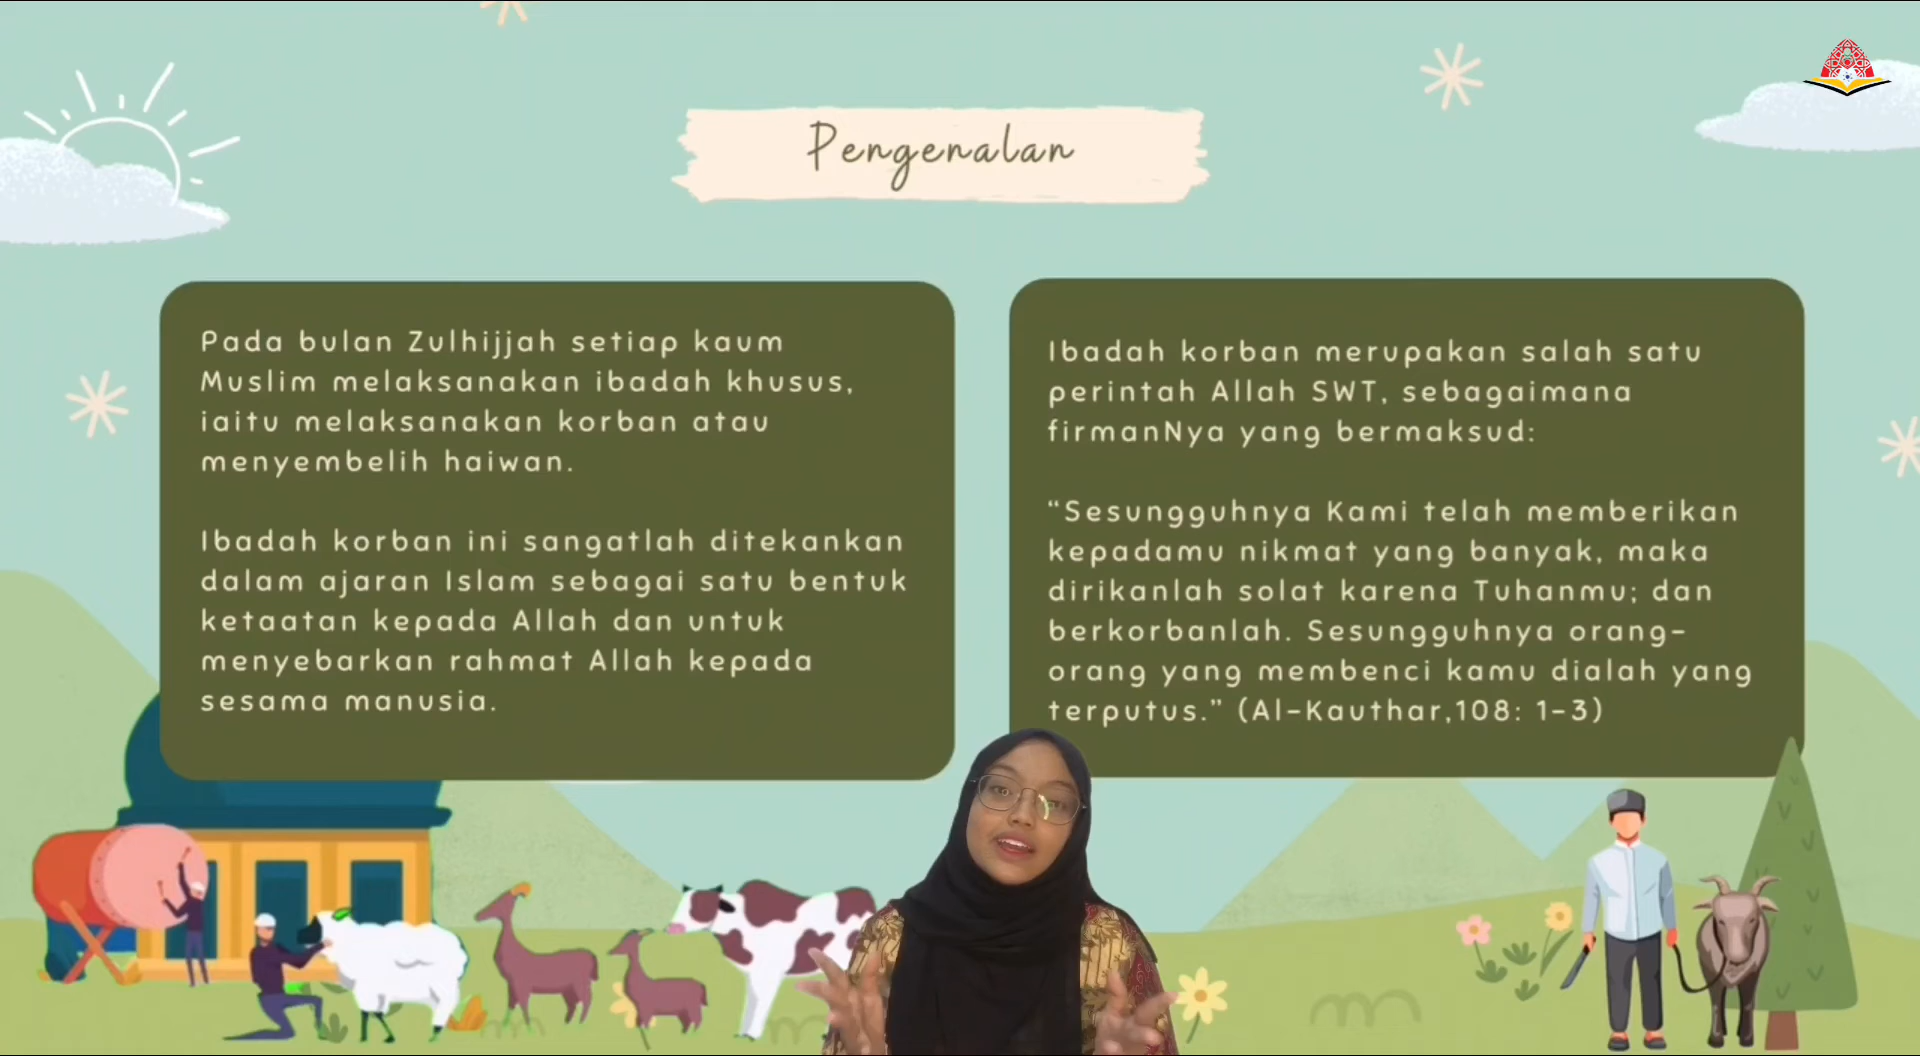 Pengenalan
Pada bulan Zulhijjah setiap kaum
Muslim melaksanakan ibadah khusus,
iaitu melaksanakan korban atau
menyembelih haiwan.
Ibadah korban ini sangatlah ditekankan
dalam ajaran Islam sebagai satu bentuk
ketaatan kepada Allah dan untuk
menyebarkan rahmat Allah kepada
sesama manusia.
Ibadah korban merupakan salah satu
perintah Allah SWT, sebagaimana
firmanNya yang bermaksud:
“Sesungguhnya Kami telah memberikan
kepadamu nikmat yang banyak, maka
dirikanlah solat karena Tuhanmu; dan
berkorbanlah. Sesungguhnya orang-
orang yang membenci kamu dialah yang
terputus.” (Al-Kauthar,108: 1-3)